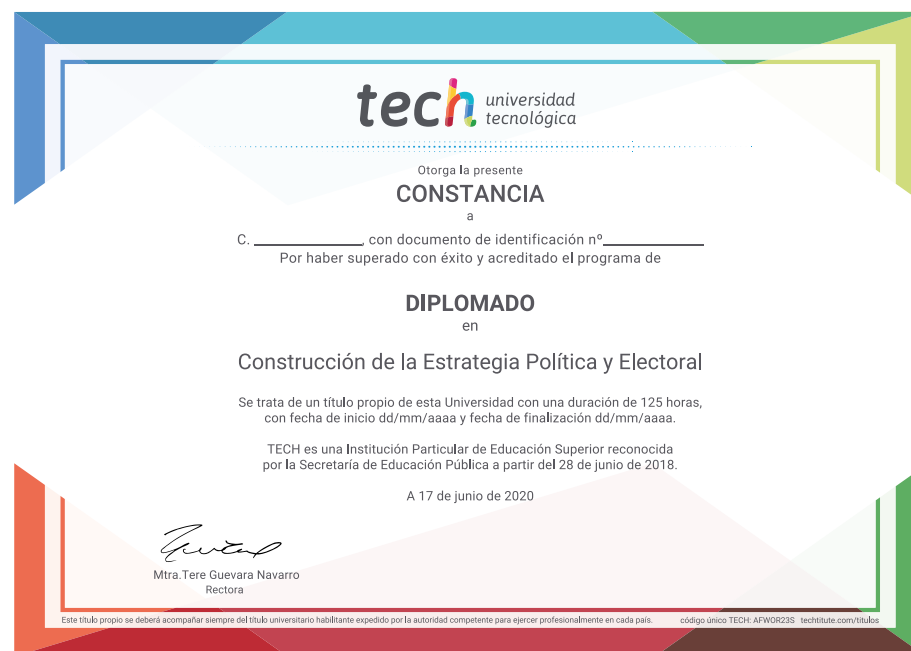 tech universidad
tecnológica
Otorga la presente
CONSTANCIA
a
C. ______________, con documento de identificación nº_____________
Por haber superado con éxito y acreditado el programa de
DIPLOMADO
en
Construcción de la Estrategia Política y Electoral
Se trata de un título propio de esta Universidad con una duración de 125 horas,
con fecha de inicio dd/mm/aaaa y fecha de finalización dd/mm/aaaa.
TECH es una Institución Particular de Educación Superior reconocida
por la Secretaría de Educación Pública a partir del 28 de junio de 2018.
A 17 de junio de 2020
Mtra.Tere Guevara Navarro
Rectora
Este título propio se deberá acompañar siempre del título universitario habilitante expedido por la autoridad competente para ejercer profesionalmente en cada país. código único TECH: AFWOR23S techtitute.com/titulos